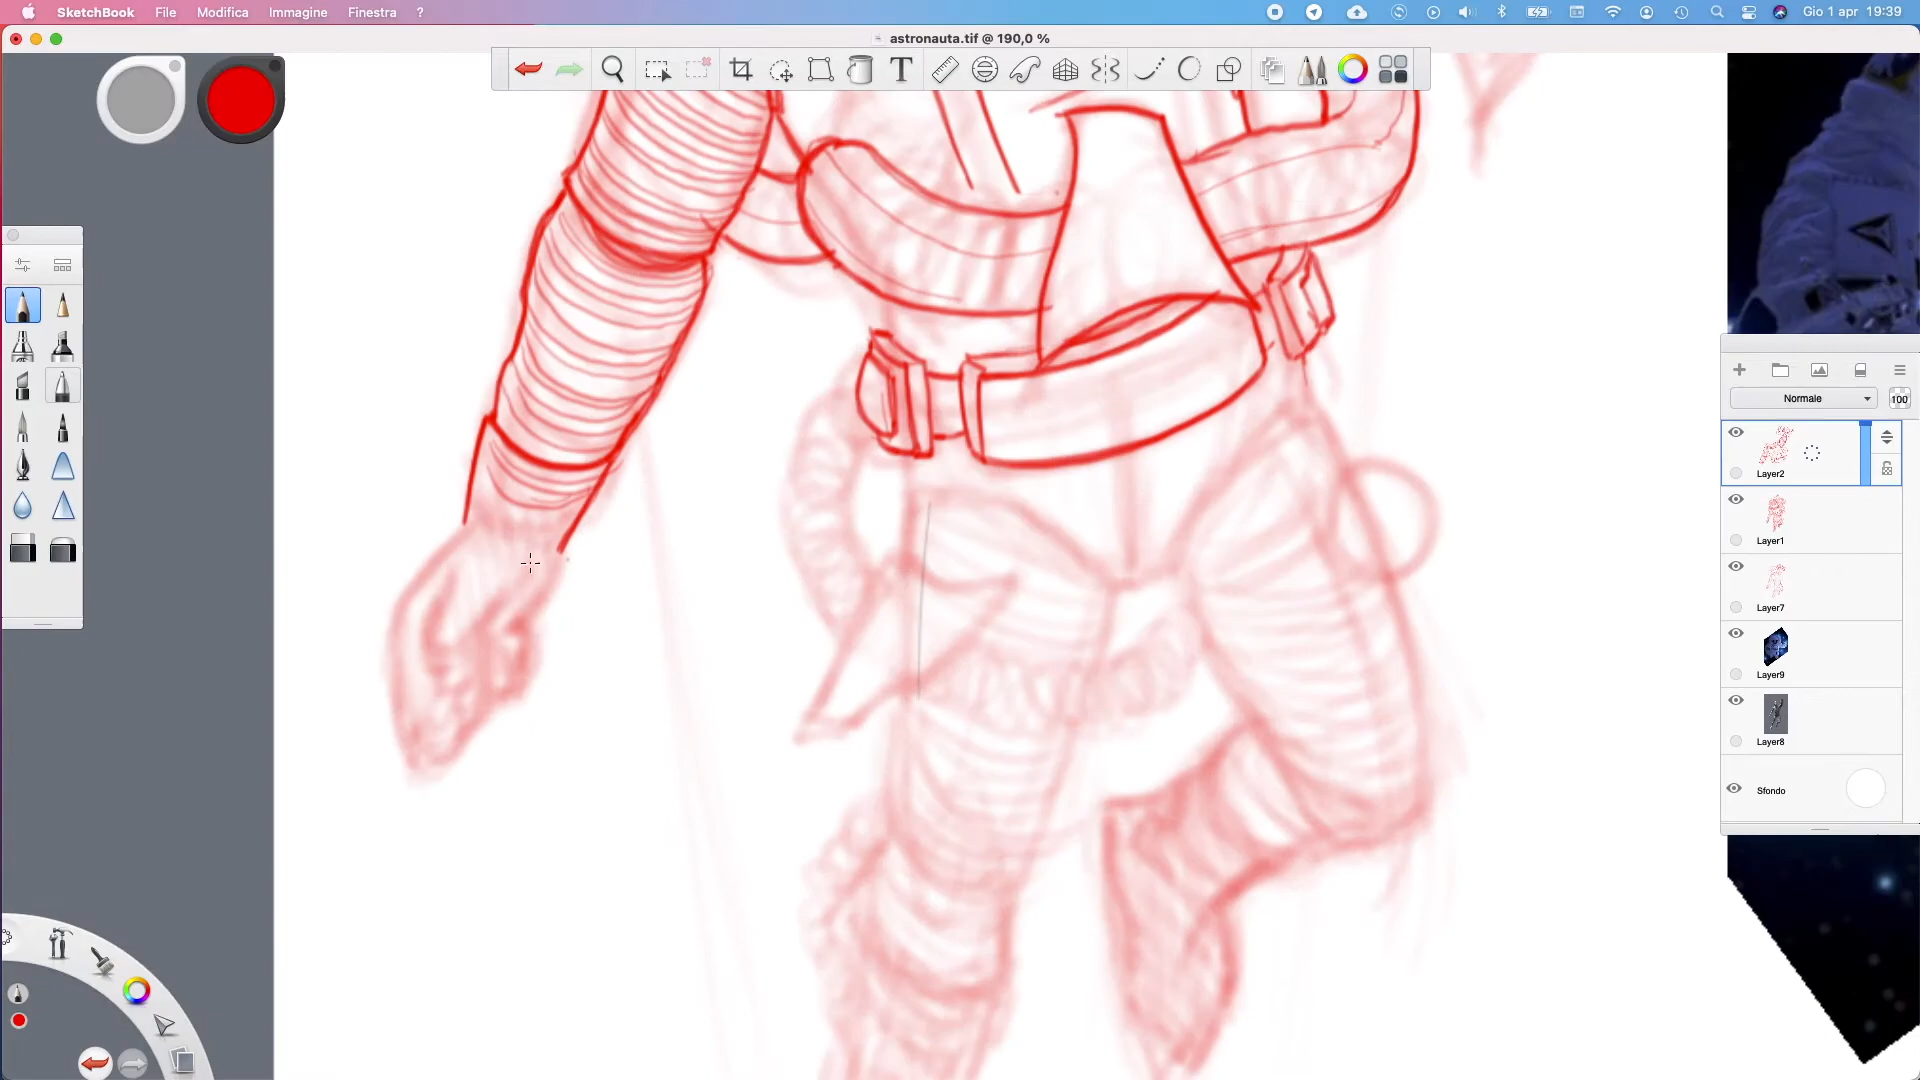 SketchBook File Modifica Immagine Finestra ? Gio 1 apr 19:39
astronauta.tif @ 190,0 %
T
Normale 100
Layer2
Layer1
Layer7
Layer9
Layer8
Sfondo